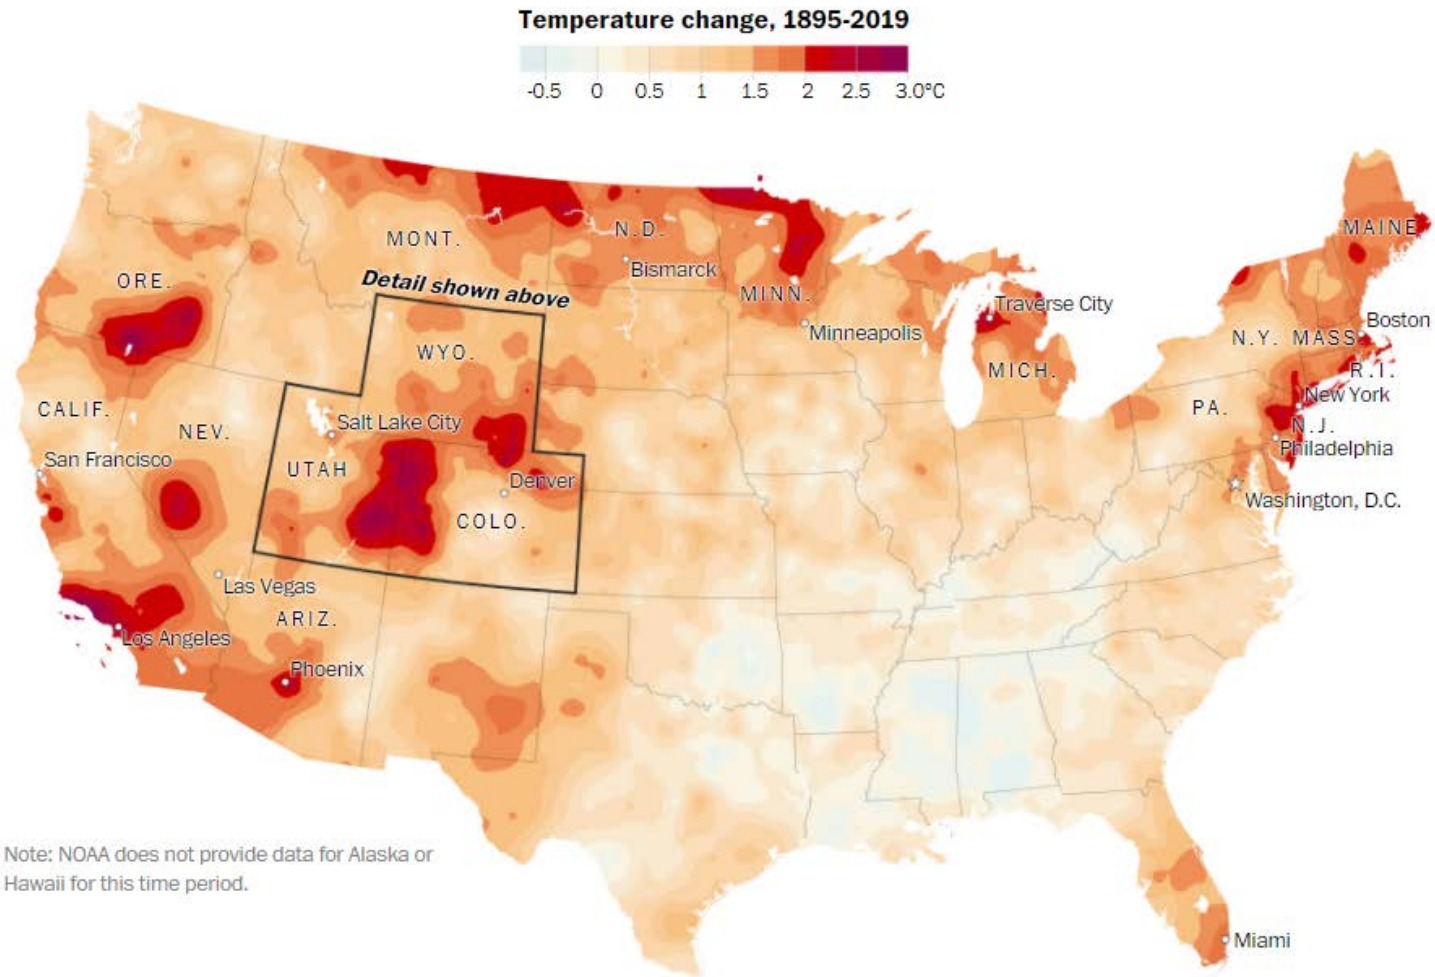 Temperature change, 1895-2019
-0.5 0 0.5 1 1.5 2 2.5 3.0°C
MONT.
N.D.
MAINE
ORE.
Detail shown above
Bismarck
MINN.
Traverse City
Minneapolis
Boston
N.Y. MASS.
WYO.
MICH.
R.I.
New York
CALIF.
PA.
NEV.
Salt Lake City
N.J.
Philadelphia
San Francisco
UTAH
Denver
Washington, D.C.
COLO.
Las Vegas
ARIZ.
Los Angeles
Phoenix
Note: NOAA does not provide data for Alaska or
Hawaii for this time period.
Miami